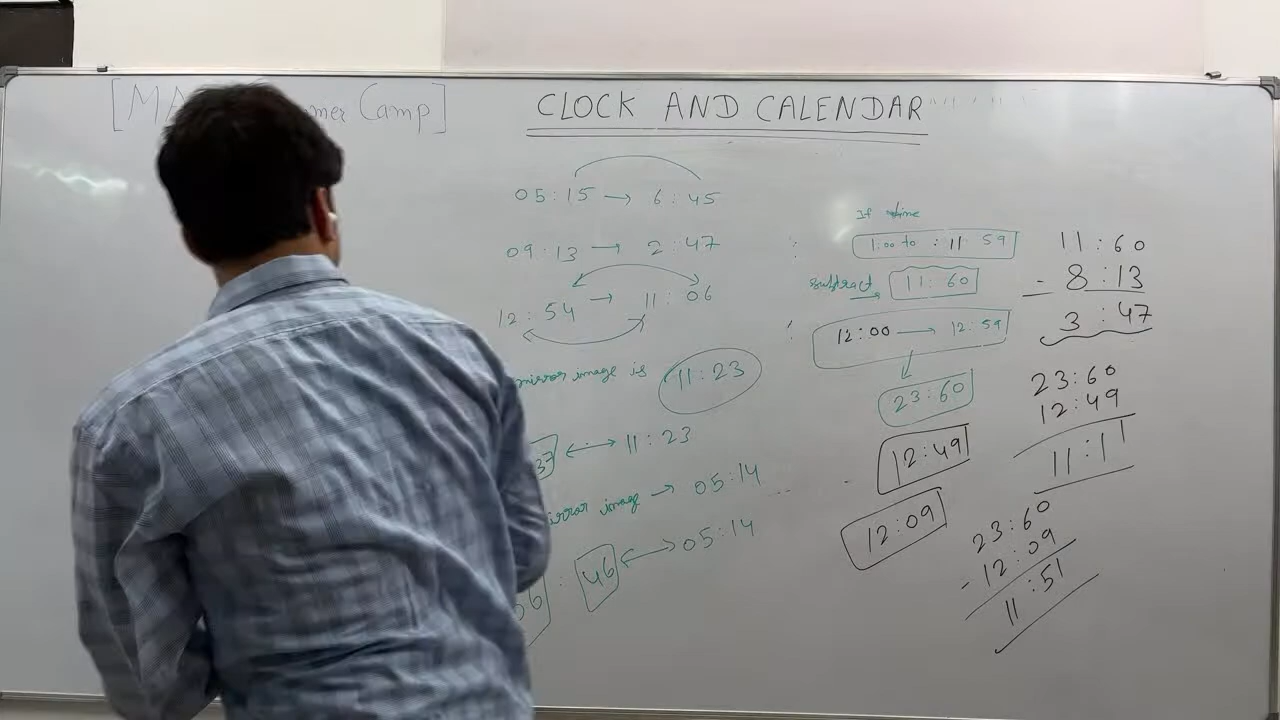 [MA mer Camp]
CLOCK AND CALENDAR
05:15 → 6:45
09:13 → 2:47
12:54 → 11:06
mirror image is 11:23
37 ↔ 11:23
irror image → 05:14
06 : 46 ↔ 05:14
If time
1:00 to : 11:59
subtract → 11:60
12:00 → 12:59
23:60
12:49
12:09
11:60
- 8:13
3:47
23:60
12:49
11:11
23:60
- 12:09
11:51